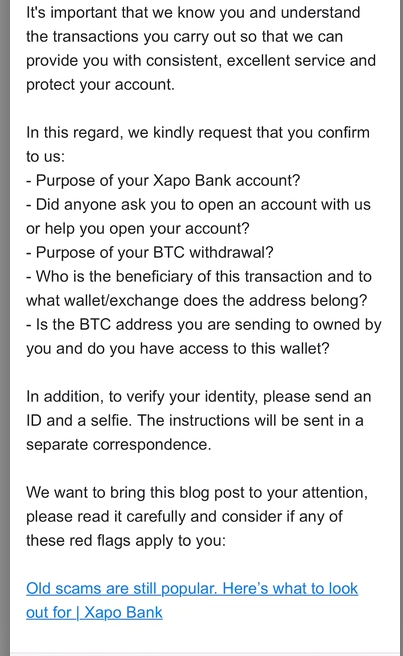 It's important that we know you and understand
the transactions you carry out so that we can
provide you with consistent, excellent service and
protect your account.
In this regard, we kindly request that you confirm
to us:
- Purpose of your Xapo Bank account?
- Did anyone ask you to open an account with us
or help you open your account?
- Purpose of your BTC withdrawal?
- Who is the beneficiary of this transaction and to
what wallet/exchange does the address belong?
- Is the BTC address you are sending to owned by
you and do you have access to this wallet?
In addition, to verify your identity, please send an
ID and a selfie. The instructions will be sent in a
separate correspondence.
We want to bring this blog post to your attention,
please read it carefully and consider if any of
these red flags apply to you:
Old scams are still popular. Here’s what to look
out for | Xapo Bank